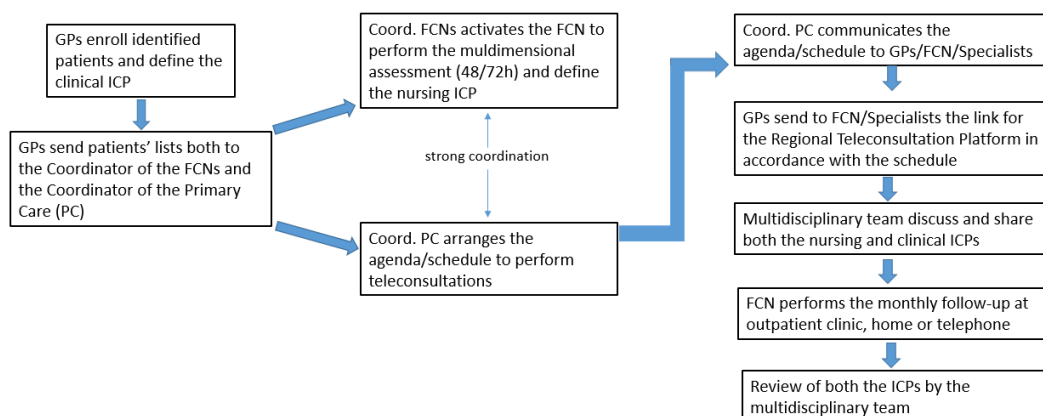 GPs enroll identified
patients and define the
clinical ICP
GPs send patients' lists both
to the Coordinator of the FCNs and
the Coordinator of the Primary
Care (PC)
Coord. FCNs activates the FCN to
perform the muldimensional
assessment (48/72h) and define
the nursing ICP
strong coordination
Coord. PC arranges the
agenda/schedule to perform
teleconsultations
Coord. PC communicates the
agenda/schedule to GPs/FCN/Specialists
GPs send to FCN/Specialists the link for
the Regional Teleconsultation Platform in
accordance with the schedule
Multidisciplinary team discuss and share
both the nursing and clinical ICPs
FCN performs the monthly follow-up at
outpatient clinic, home or telephone
Review of both the ICPs by the
multidisciplinary team